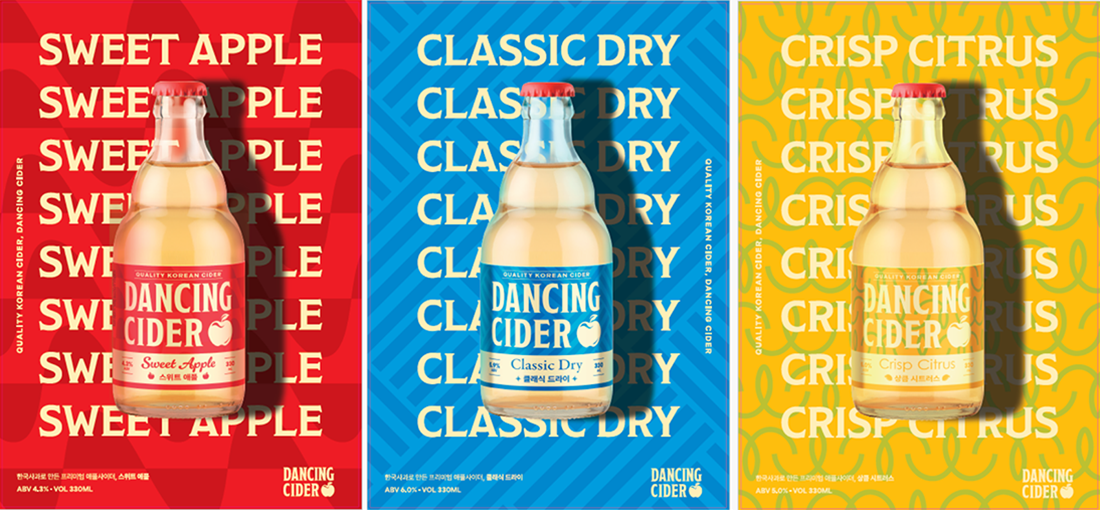 SWEET APPLE
SWEET APPLE
SWEET APPLE
SWEET APPLE
SWEET APPLE
SWEET APPLE
SWEET APPLE
SWEET APPLE
QUALITY KOREAN CIDER, DANCING CIDER
QUALITY KOREAN CIDER
DANCING
CIDER
Sweet Apple
스위트 애플
330
한국사과로 만든 프리미엄 애플사이더, 스위트 애플
ABV 4.3% • VOL 330ML
DANCING
CIDER
CLASSIC DRY
CLASSIC DRY
CLASSIC DRY
CLASSIC DRY
CLASSIC DRY
CLASSIC DRY
CLASSIC DRY
CLASSIC DRY
QUALITY KOREAN CIDER, DANCING CIDER
QUALITY KOREAN CIDER
DANCING
CIDER
Classic Dry
클래식 드라이
330
한국사과로 만든 프리미엄 애플사이더, 클래식 드라이
ABV 6.0% • VOL 330ML
DANCING
CIDER
CRISP CITRUS
CRISP CITRUS
CRISP CITRUS
CRISP CITRUS
CRISP CITRUS
CRISP CITRUS
CRISP CITRUS
CRISP CITRUS
QUALITY KOREAN CIDER, DANCING CIDER
QUALITY KOREAN CIDER
DANCING
CIDER
Crisp Citrus
상큼 시트러스
한국사과로 만든 프리미엄 애플사이더, 상큼 시트러스
ABV 5.0% • VOL 330ML
DANCING
CIDER